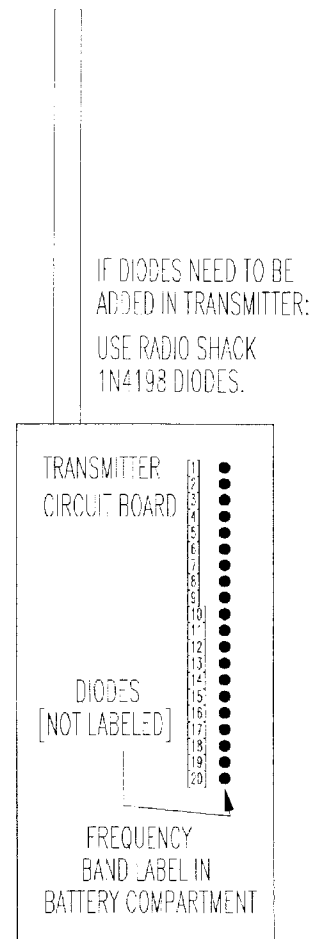 IF DIODES NEED TO BE
ADDED IN TRANSMITTER:
USE RADIO SHACK
1N4198 DIODES.
TRANSMITTER
CIRCUIT BOARD
[1]
[2]
[3]
[4]
[5]
[6]
[7]
[8]
[9]
[10]
[11]
[12]
[13]
[14]
[15]
[16]
[17]
[18]
[19]
[20]
DIODES
[NOT LABELED]
FREQUENCY
BAND LABEL IN
BATTERY COMPARTMENT